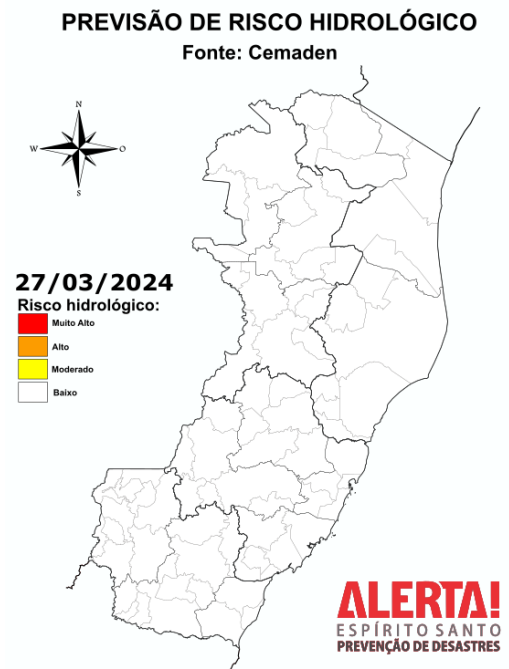 PREVISÃO DE RISCO HIDROLÓGICO
Fonte: Cemaden
N
W
O
S
27/03/2024
Risco hidrológico:
Muito Alto
Alto
Moderado
Baixo
ALERTA!
ESPÍRITO SANTO
PREVENÇÃO DE DESASTRES